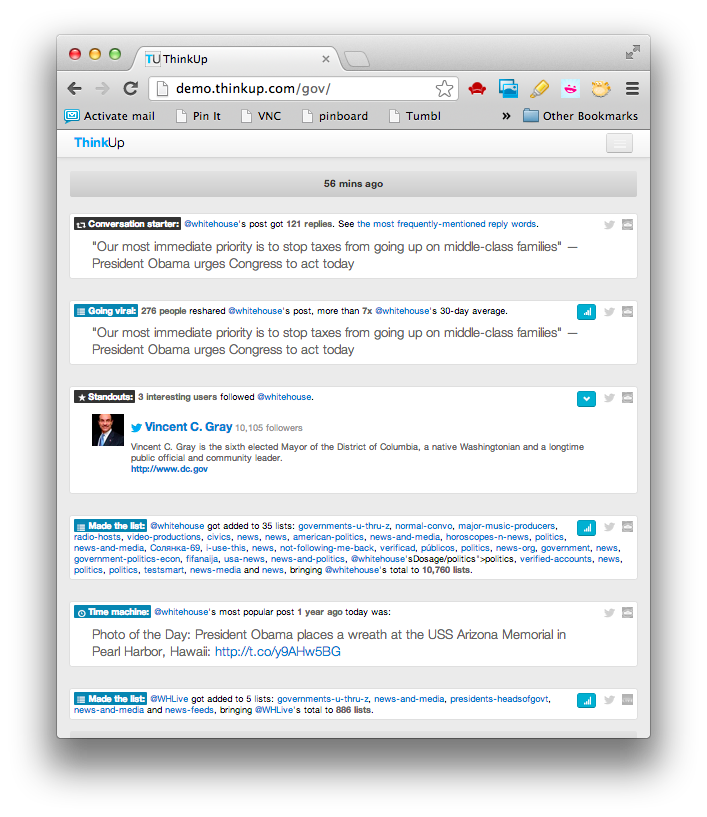 TU ThinkUp
demo.thinkup.com/gov/
Activate mail Pin It VNC pinboard Tumbl » Other Bookmarks
ThinkUp
56 mins ago
Conversation starter: @whitehouse's post got 121 replies. See the most frequently-mentioned reply words.
"Our most immediate priority is to stop taxes from going up on middle-class families" —
President Obama urges Congress to act today
Going viral: 276 people reshared @whitehouse's post, more than 7x @whitehouse's 30-day average.
"Our most immediate priority is to stop taxes from going up on middle-class families" —
President Obama urges Congress to act today
Standouts: 3 interesting users followed @whitehouse.
Vincent C. Gray 10,105 followers
Vincent C. Gray is the sixth elected Mayor of the District of Columbia, a native Washingtonian and a longtime
public official and community leader.
http://www.dc.gov
Made the list: @whitehouse got added to 35 lists: governments-u-thru-z, normal-convo, major-music-producers,
radio-hosts, video-productions, civics, news, news, american-politics, news-and-media, horoscopes-n-news, politics,
news-and-media, Солянка-69, i-use-this, news, not-following-me-back, verificad, públicos, politics, news-org, government, news,
government-politics-econ, fifanaija, usa-news, news-and-politics, @whitehouse'sDosage/politics">politics, verified-accounts, news,
politics, politics, testsmart, news-media and news, bringing @whitehouse's total to 10,760 lists.
Time machine: @whitehouse's most popular post 1 year ago today was:
Photo of the Day: President Obama places a wreath at the USS Arizona Memorial in
Pearl Harbor, Hawaii: http://t.co/y9AHw5BG
Made the list: @WHLive got added to 5 lists: governments-u-thru-z, news-and-media, presidents-headsofgovt,
news-and-media and news-feeds, bringing @WHLive's total to 886 lists.